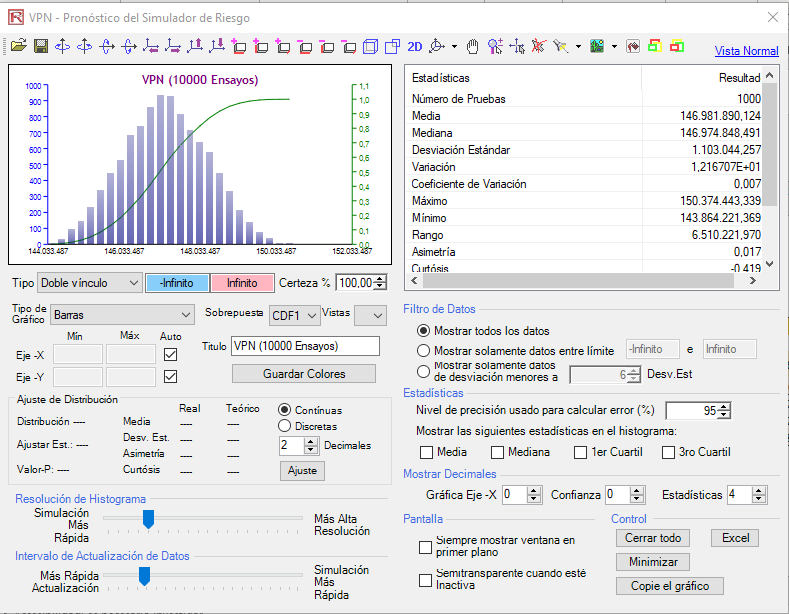 VPN - Pronóstico del Simulador de Riesgo
2D
Vista Normal
VPN (10000 Ensayos)
1000
900
800
700
600
500
400
300
200
100
0
1,1
1,0
0,9
0,8
0,7
0,6
0,5
0,4
0,3
0,2
0,1
0,0
144.033.487 146.033.487 148.033.487 150.033.487 152.033.487
Tipo Doble vínculo -Infinito Infinito Certeza % 100,00
Tipo de Gráfico Barras Sobrepuesta CDF1 Vistas
Mín Máx Auto
Eje -X
Eje -Y
Titulo VPN (10000 Ensayos)
Guardar Colores
Ajuste de Distribución
Real Teórico
Distribución ---- Media ---- ----
Ajustar Est.: ---- Desv. Est. ---- ----
Asimetría ---- ----
Valor-P: ---- Curtósis ---- ----
Contínuas
Discretas
2 Decimales
Ajuste
Resolución de Histograma
Simulación Más Rápida
Más Alta Resolución
Intervalo de Actualización de Datos
Más Rápida Actualización
Simulación Más Rápida
Estadísticas Resultad
Número de Pruebas 1000
Media 146.981.890,124
Mediana 146.974.848,491
Desviación Estándar 1.103.044,257
Variación 1,216707E+01
Coeficiente de Variación 0,007
Máximo 150.374.443,339
Mínimo 143.864.221,369
Rango 6.510.221,970
Asimetría 0,017
Curtósis -0,419
Filtro de Datos
Mostrar todos los datos
Mostrar solamente datos entre límite -Infinito e Infinito
Mostrar solamente datos
de desviación menores a 6 Desv.Est
Estadísticas
Nivel de precisión usado para calcular error (%) 95
Mostrar las siguientes estadísticas en el histograma:
Media Mediana 1er Cuartil 3ro Cuartil
Mostrar Decimales
Gráfica Eje -X 0 Confianza 0 Estadísticas 4
Pantalla
Siempre mostrar ventana en
primer plano
Semitransparente cuando esté
Inactiva
Control
Cerrar todo Excel
Minimizar
Copie el gráfico